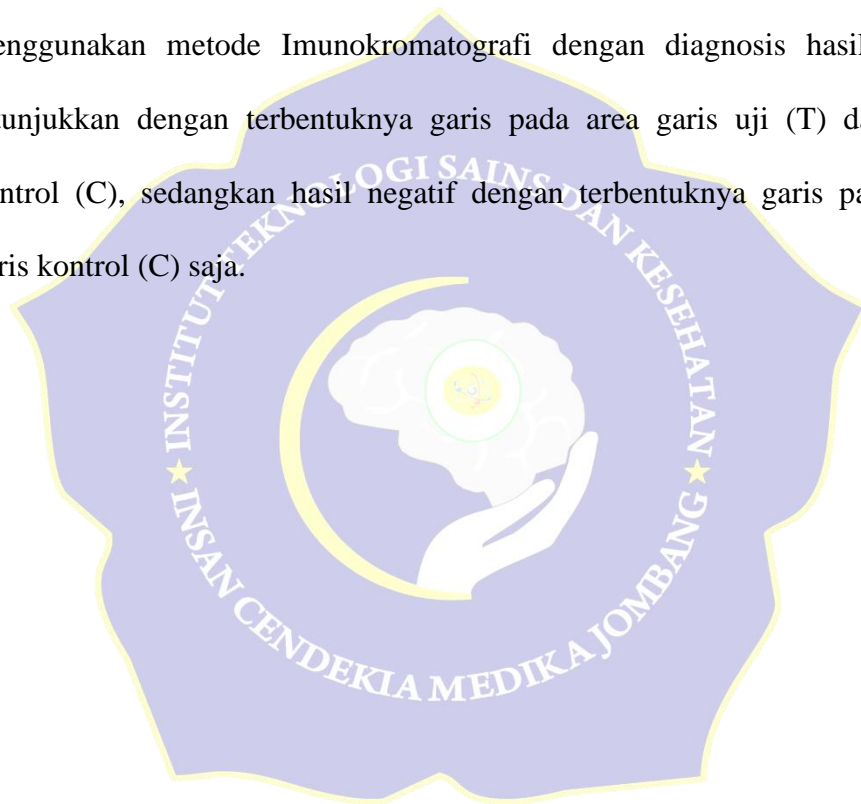 enggunakan metode Imunokromatografi dengan diagnosis hasil
unjukkan dengan terbentuknya garis pada area garis uji (T) da
ntrol (C), sedangkan hasil negatif dengan terbentuknya garis pa
ris kontrol (C) saja.
INSTITUT TEKNOLOGI SAINS DAN KESEHATAN
INSAN CENDEKIA MEDIKA JOMBANG